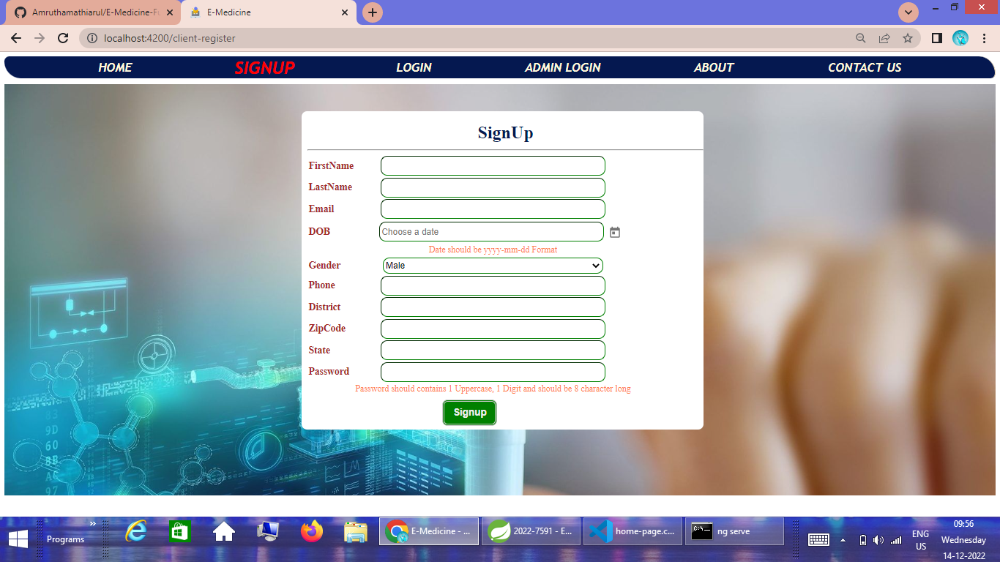 Amruthamathiarul/E-Medicine-Fu
E-Medicine
localhost:4200/client-register
HOME SIGNUP LOGIN ADMIN LOGIN ABOUT CONTACT US
SignUp
FirstName
LastName
Email
DOB Choose a date
Date should be yyyy-mm-dd Format
Gender Male
Phone
District
ZipCode
State
Password
Password should contains 1 Uppercase, 1 Digit and should be 8 character long
Signup
83
9D
60
97
Programs
E-Medicine - ...
2022-7591 - E...
home-page.c...
C:\.
ng serve
ENG
US
09:56
Wednesday
14-12-2022